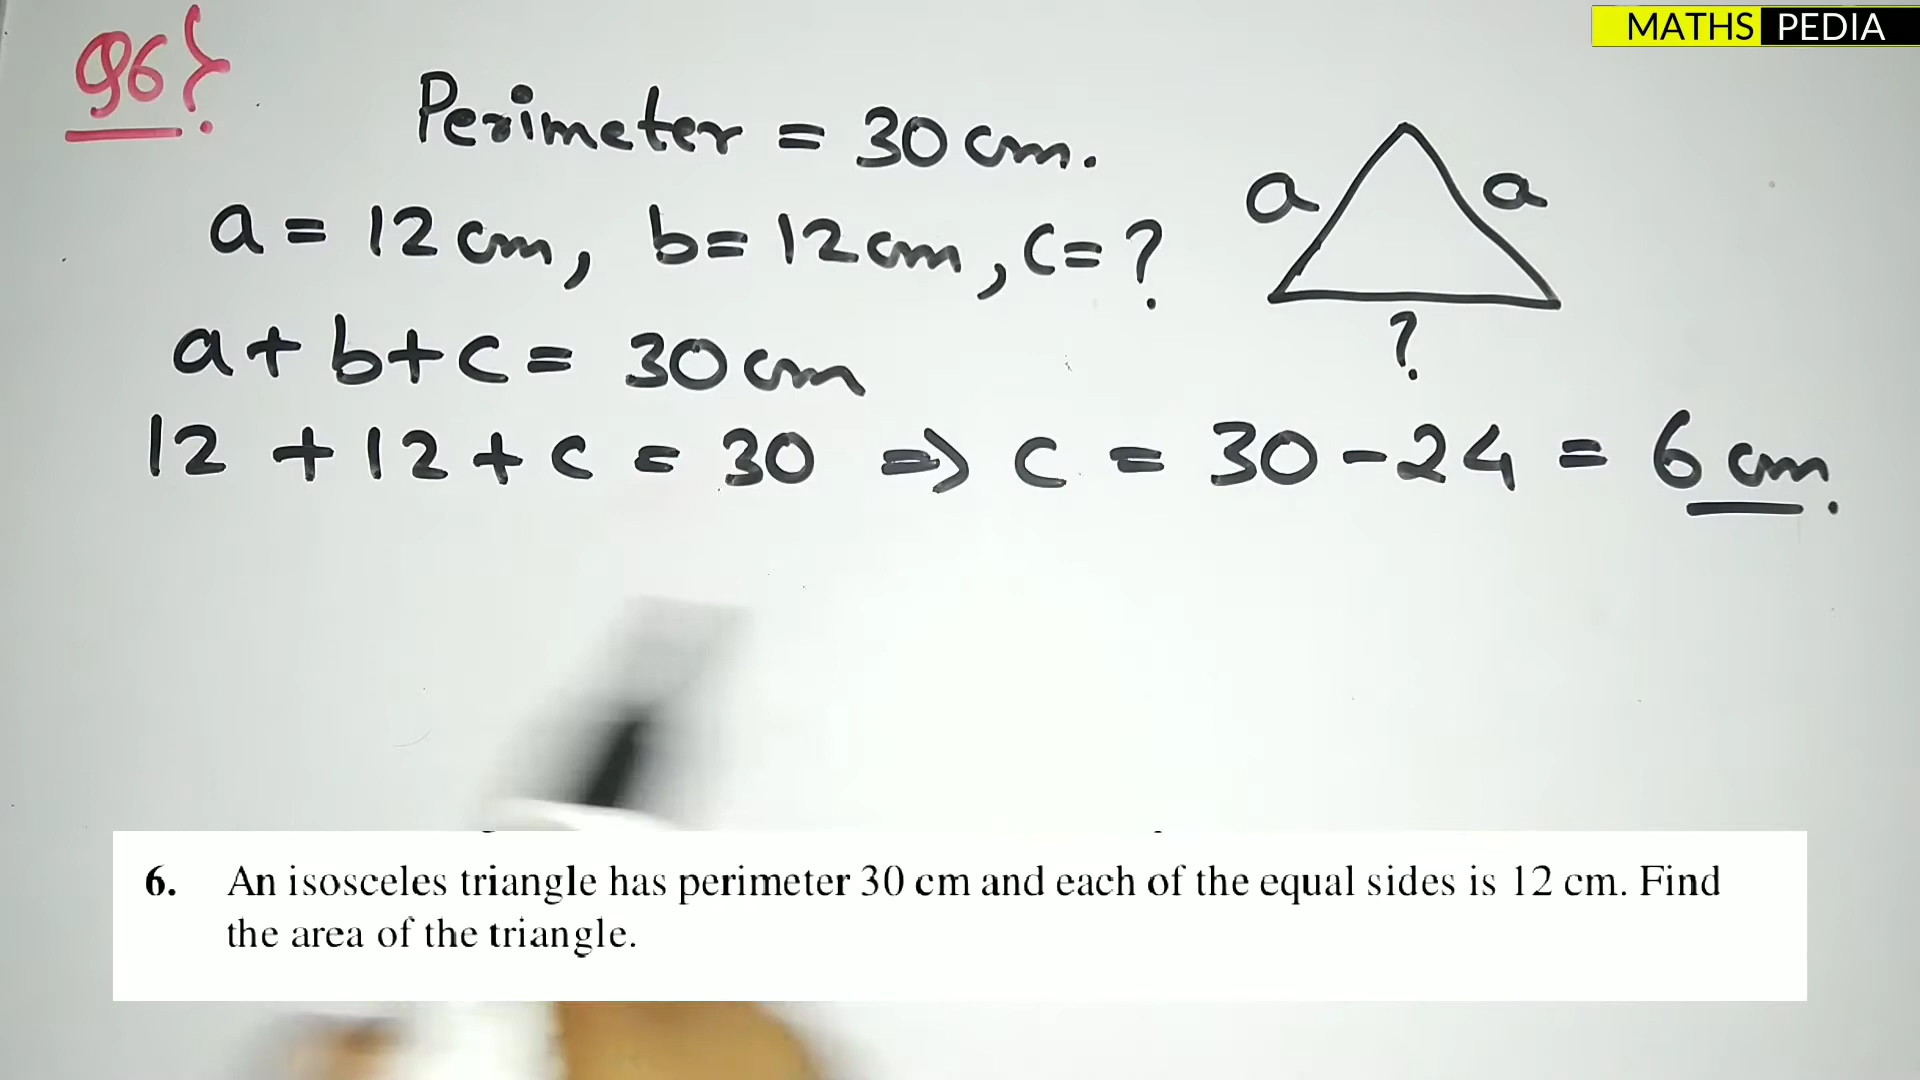 MATHS PEDIA
Q6}.
Perimeter = 30 cm.
a
a
a = 12 cm, b = 12 cm, c = ?
?
a + b + c = 30 cm
12 + 12 + c = 30 ⇒ c = 30 - 24 = 6 cm.
6. An isosceles triangle has perimeter 30 cm and each of the equal sides is 12 cm. Find
the area of the triangle.